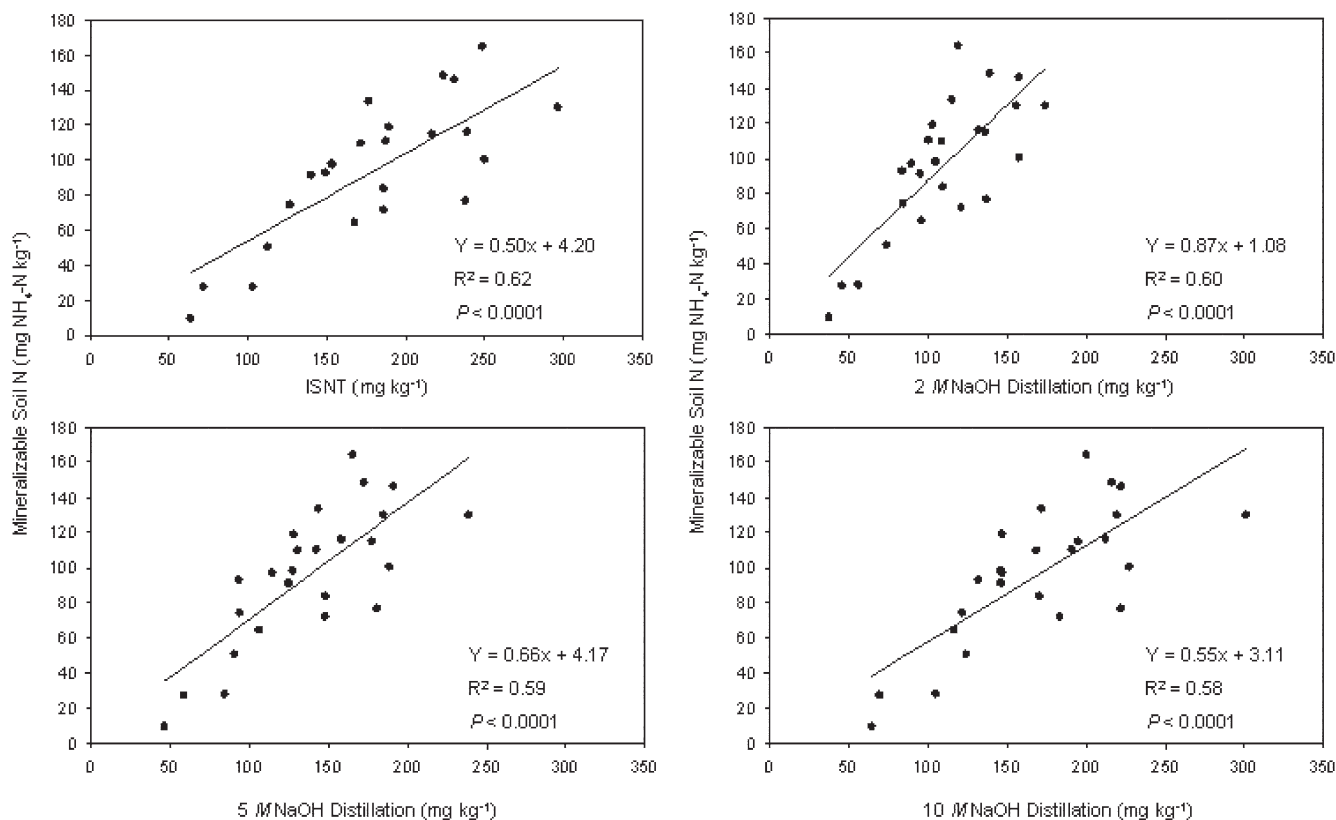 Mineralizable Soil N (mg NH₄-N kg⁻¹)
180
160
140
120
100
80
60
40
20
0
Y = 0.50x + 4.20
R² = 0.62
P < 0.0001
0 50 100 150 200 250 300 350
ISNT (mg kg⁻¹)
Mineralizable Soil N (mg NH₄-N kg⁻¹)
180
160
140
120
100
80
60
40
20
0
Y = 0.87x + 1.08
R² = 0.60
P < 0.0001
0 50 100 150 200 250 300 350
2 M NaOH Distillation (mg kg⁻¹)
180
160
140
120
100
80
60
40
20
0
Y = 0.66x + 4.17
R² = 0.59
P < 0.0001
0 50 100 150 200 250 300 350
5 M NaOH Distillation (mg kg⁻¹)
180
160
140
120
100
80
60
40
20
0
Y = 0.55x + 3.11
R² = 0.58
P < 0.0001
0 50 100 150 200 250 300 350
10 M NaOH Distillation (mg kg⁻¹)